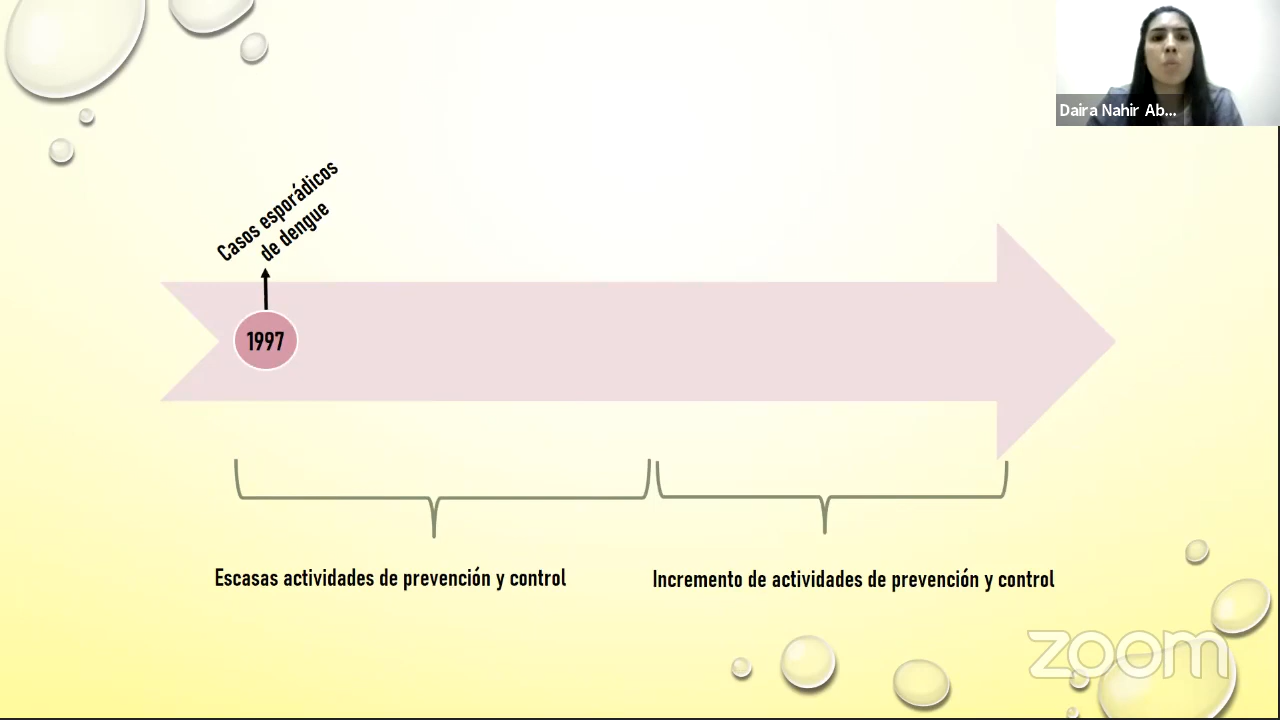 Daira Nahir Ab...
Casos esporádicos
de dengue
1997
Escasas actividades de prevención y control
Incremento de actividades de prevención y control
zoom